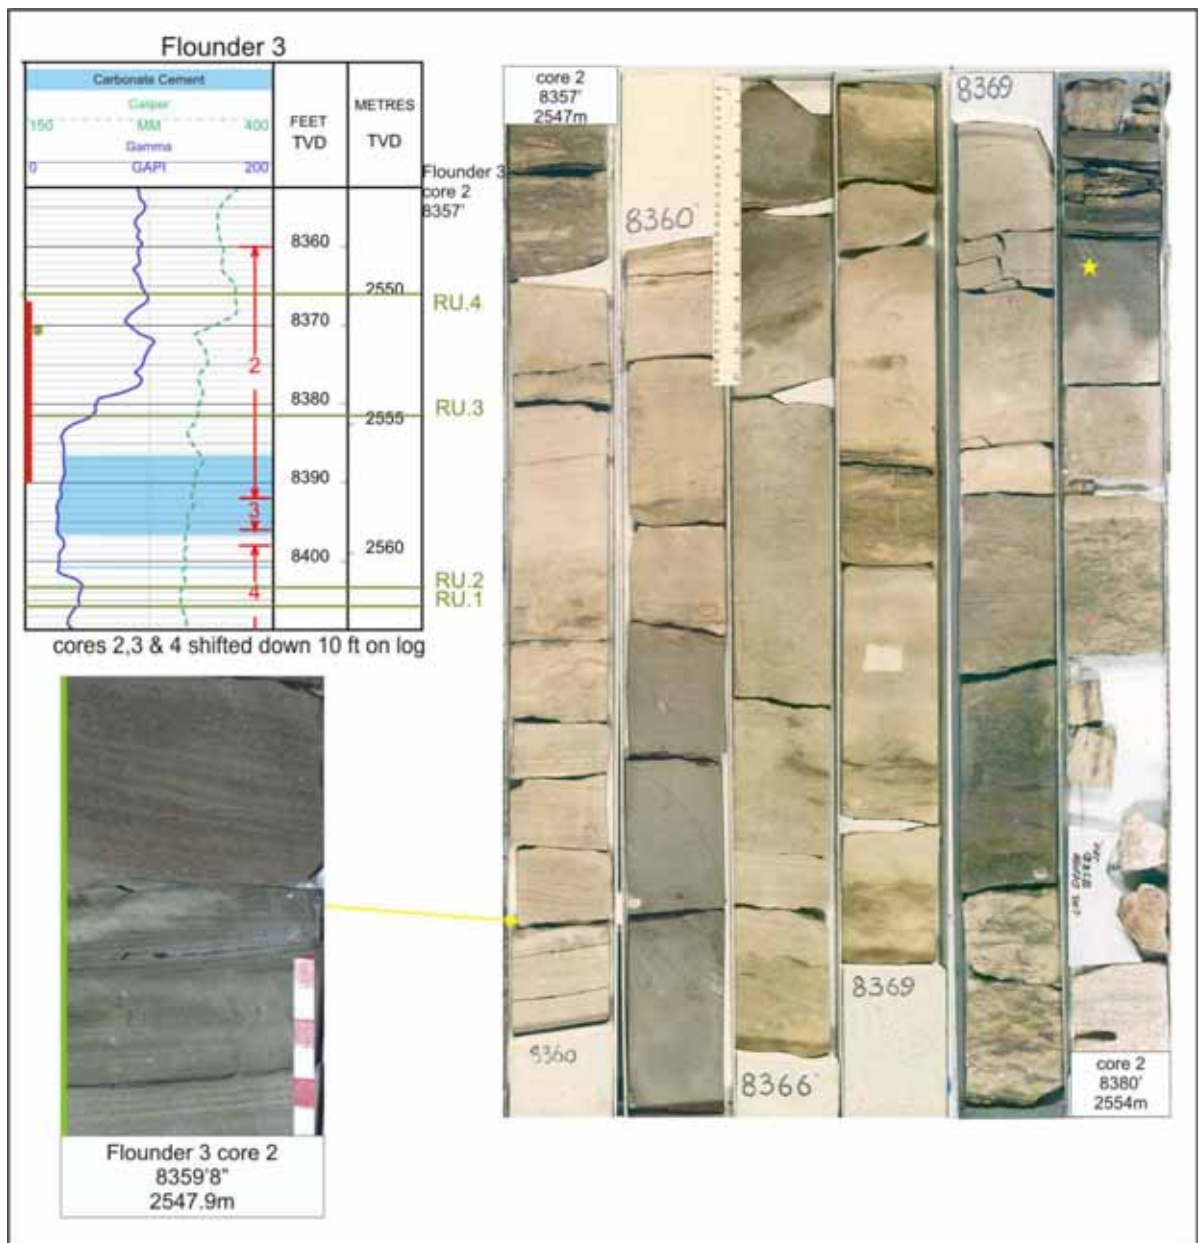 Flounder 3
Carbonate Cement
Caliper
150 MM 400
Gamma
0 GAPI 200
FEET
TVD
METRES
TVD
8360
8370
8380
8390
8400
2550
2555
2560
2
3
4
RU.4
RU.3
RU.2
RU.1
cores 2,3 & 4 shifted down 10 ft on log
Flounder 3
core 2
8357'
core 2
8357'
2547m
8360'
8369
8360
8366'
8369
core 2
8380'
2554m
Flounder 3 core 2
8359'8"
2547.9m